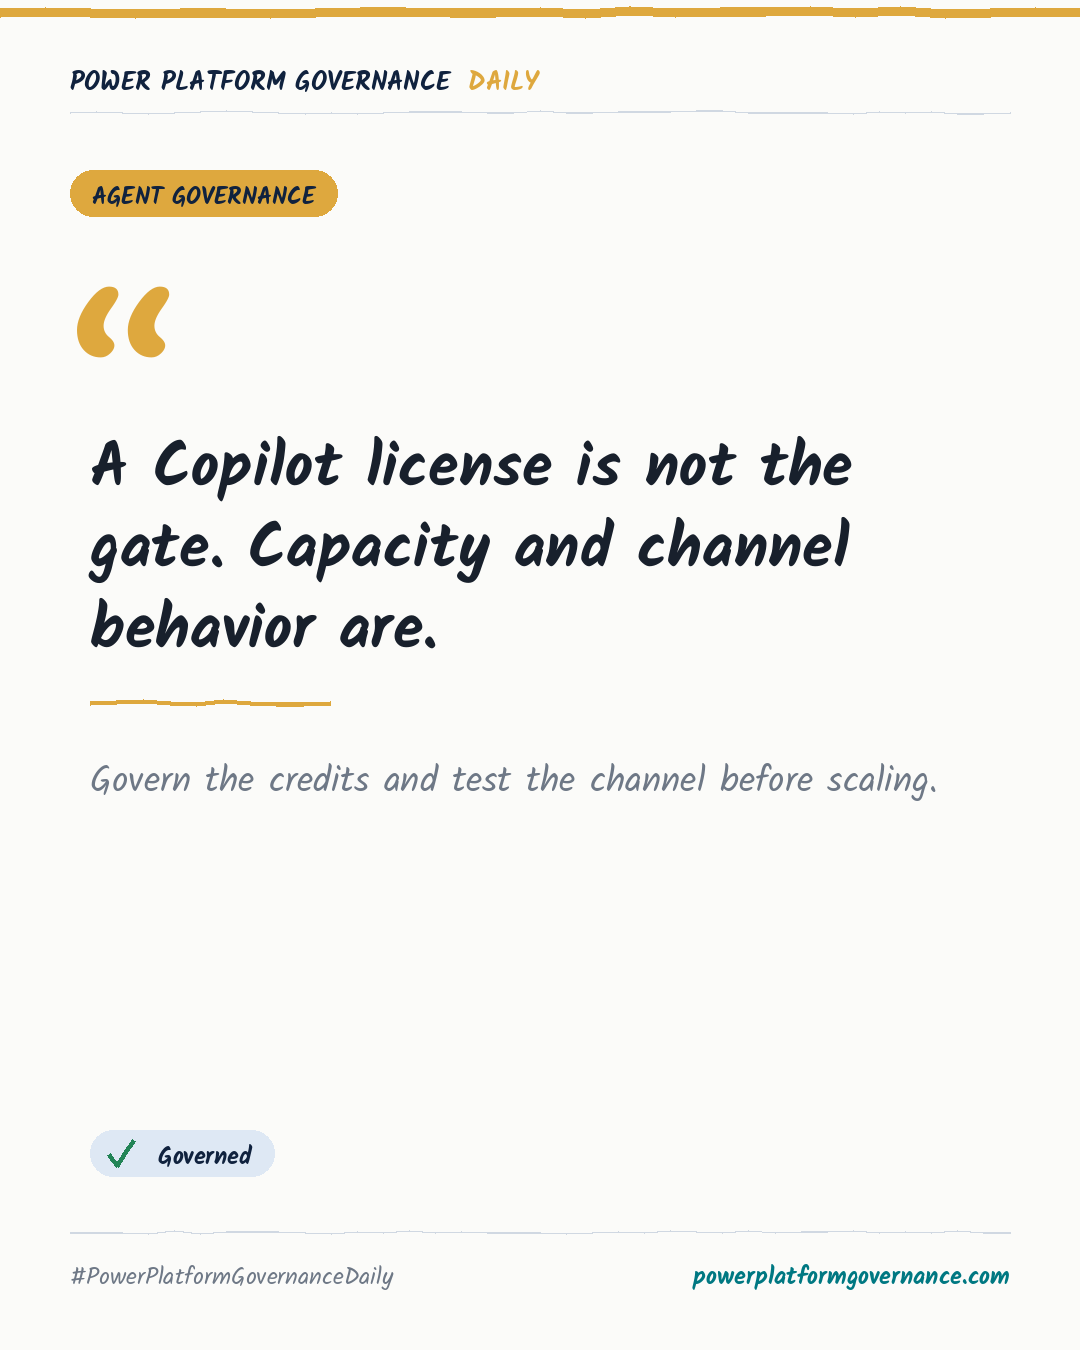 POWER PLATFORM GOVERNANCE DAILY
AGENT GOVERNANCE
“
A Copilot license is not the
gate. Capacity and channel
behavior are.
Govern the credits and test the channel before scaling.
✓ Governed
#PowerPlatformGovernanceDaily
powerplatformgovernance.com